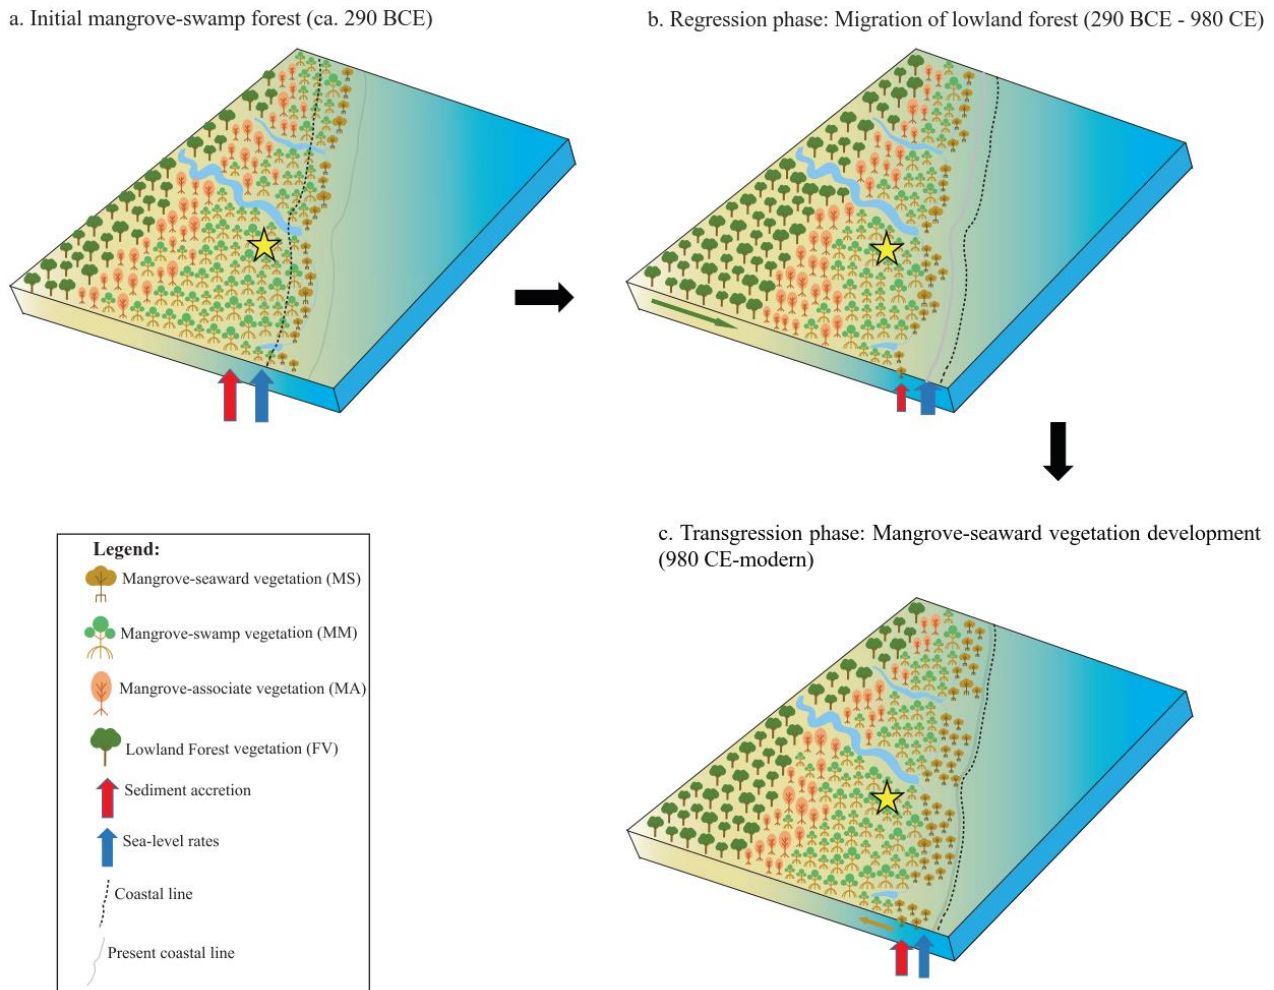 a. Initial mangrove-swamp forest (ca. 290 BCE)
b. Regression phase: Migration of lowland forest (290 BCE - 980 CE)
c. Transgression phase: Mangrove-seaward vegetation development
(980 CE-modern)
Legend:
Mangrove-seaward vegetation (MS)
Mangrove-swamp vegetation (MM)
Mangrove-associate vegetation (MA)
Lowland Forest vegetation (FV)
Sediment accretion
Sea-level rates
Coastal line
Present coastal line